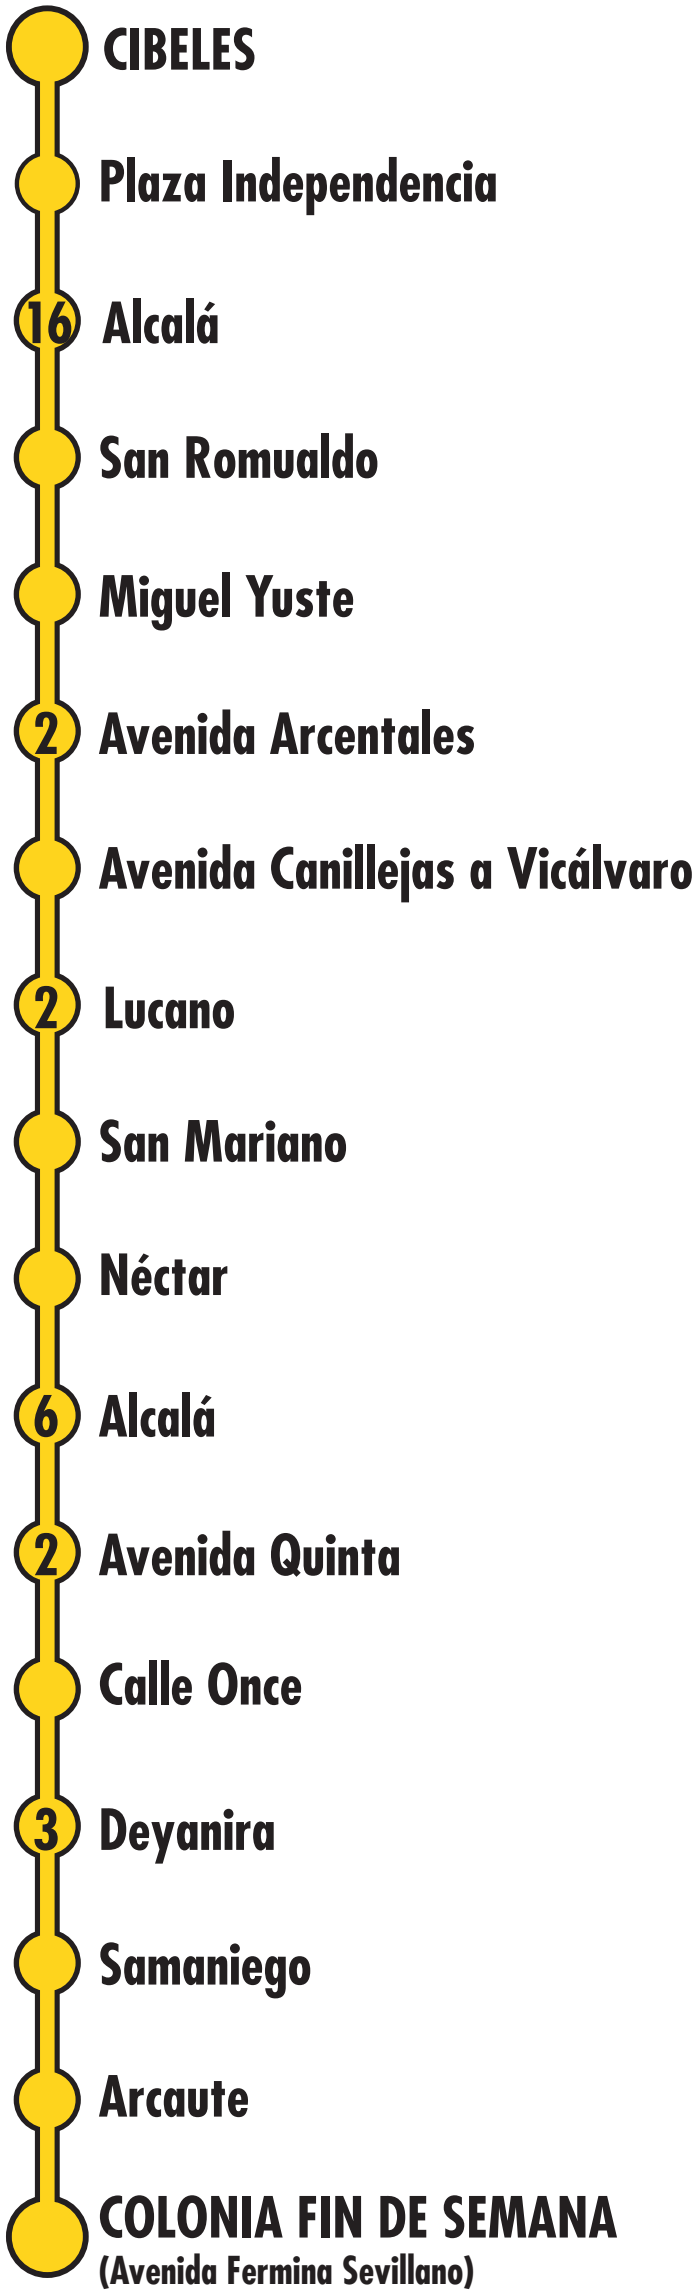 CIBELES
Plaza Independencia
16 Alcalá
San Romualdo
Miguel Yuste
2 Avenida Arcentales
Avenida Canillejas a Vicálvaro
2 Lucano
San Mariano
Néctar
6 Alcalá
2 Avenida Quinta
Calle Once
3 Deyanira
Samaniego
Arcaute
COLONIA FIN DE SEMANA
(Avenida Fermina Sevillano)